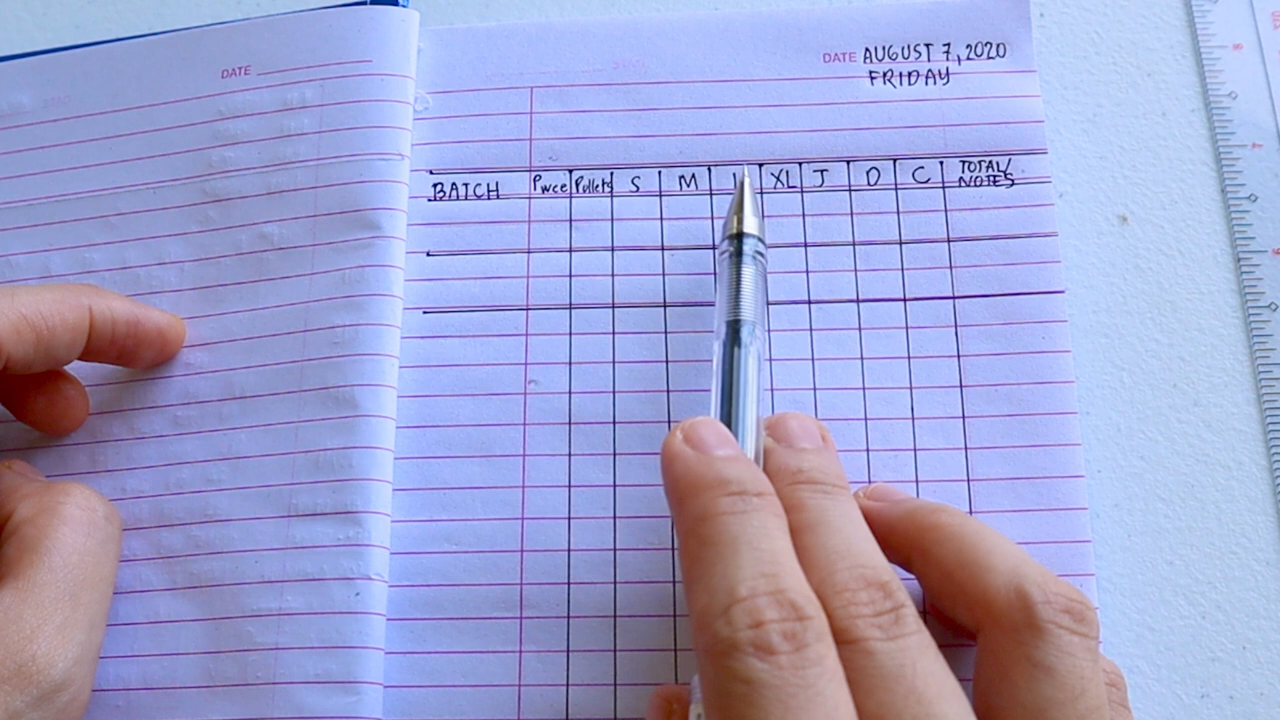 DATE
DATE AUGUST 7, 2020
FRIDAY
BATCH Pwee Pullets S M L XL J D C TOTAL/
NOTES